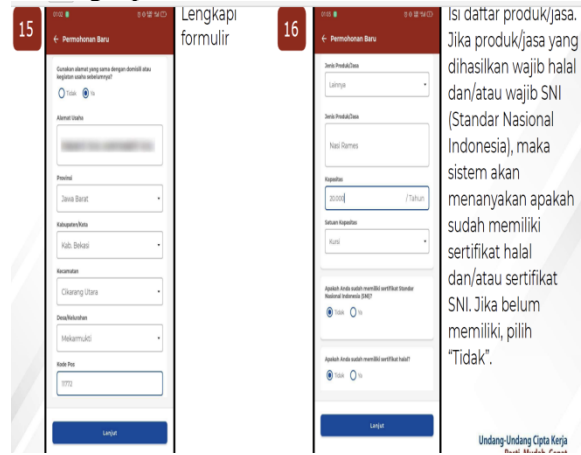 15
01:02
← Permohonan Baru
Gunakan alamat yang sama dengan domisili atau
kegiatan usaha sebelumnya?
Tidak
Ya
Alamat Usaha
Provinsi
Jawa Barat
Kabupaten/Kota
Kab. Bekasi
Kecamatan
Cikarang Utara
Desa/Kelurahan
Mekarmukti
Kode Pos
11772
Lanjut
Lengkapi
formulir
16
← Permohonan Baru
Jenis Produk/Jasa
Lainnya
Jenis Produk/Jasa
Nasi Rames
Kapasitas
20.000
/ Tahun
Satuan Kapasitas
Kursi
Apakah Anda sudah memiliki sertifikat Standar
Nasional Indonesia (SNI)?
Tidak
Ya
Apakah Anda sudah memiliki sertifikat halal?
Tidak
Ya
Lanjut
Isi daftar produk/jasa.
Jika produk/jasa yang
dihasilkan wajib halal
dan/atau wajib SNI
(Standar Nasional
Indonesia), maka
sistem akan
menanyakan apakah
sudah memiliki
sertifikat halal
dan/atau sertifikat
SNI. Jika belum
memiliki, pilih
“Tidak”.
Undang-Undang Cipta Kerja
Pasti, Mudah, Cepat